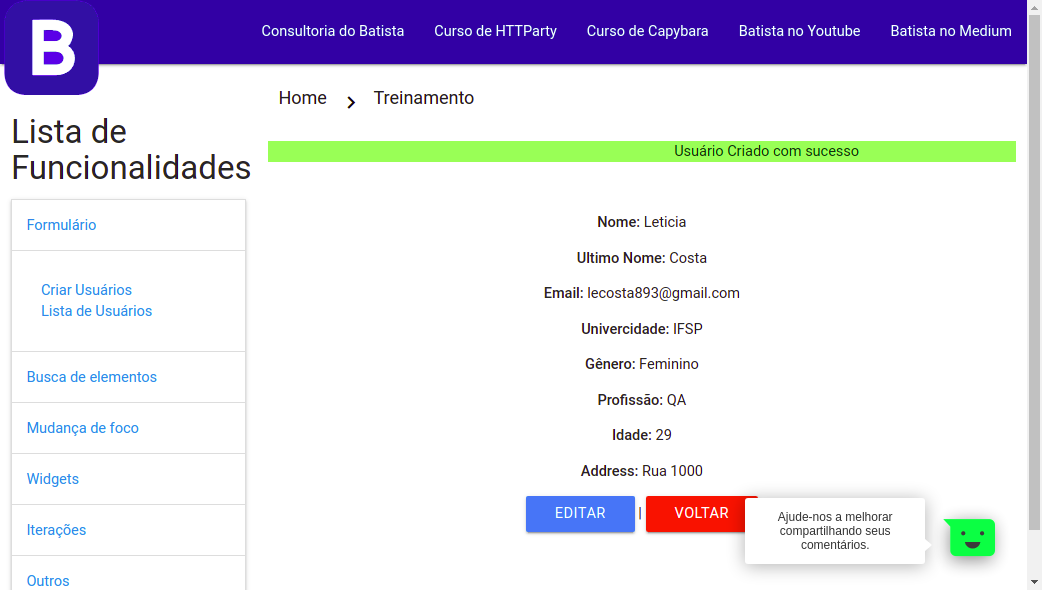 B
Consultoria do Batista
Curso de HTTParty
Curso de Capybara
Batista no Youtube
Batista no Medium
Home
Treinamento
Lista de
Funcionalidades
Formulário
Criar Usuários
Lista de Usuários
Busca de elementos
Mudança de foco
Widgets
Iterações
Outros
Usuário Criado com sucesso
Nome: Leticia
Ultimo Nome: Costa
Email: lecosta893@gmail.com
Univercidade: IFSP
Gênero: Feminino
Profissão: QA
Idade: 29
Address: Rua 1000
EDITAR | VOLTAR
Ajude-nos a melhorar
compartilhando seus
comentários.